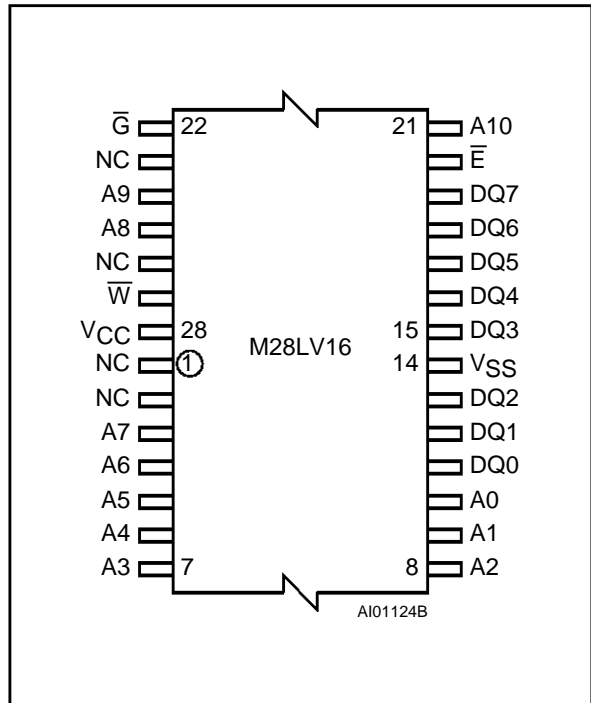 G̅ 22 21 A10
NC E̅
A9 DQ7
A8 DQ6
NC DQ5
W̅ DQ4
VCC 28 15 DQ3
M28LV16
NC 1 14 VSS
NC DQ2
A7 DQ1
A6 DQ0
A5 A0
A4 A1
A3 7 8 A2
AI01124B